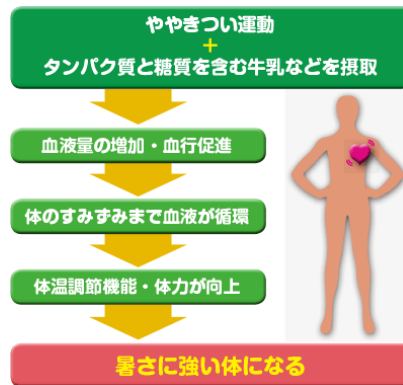 ややきつい運動
+
タンパク質と糖質を含む牛乳などを摂取
血液量の増加・血行促進
体のすみずみまで血液が循環
体温調節機能・体力が向上
暑さに強い体になる